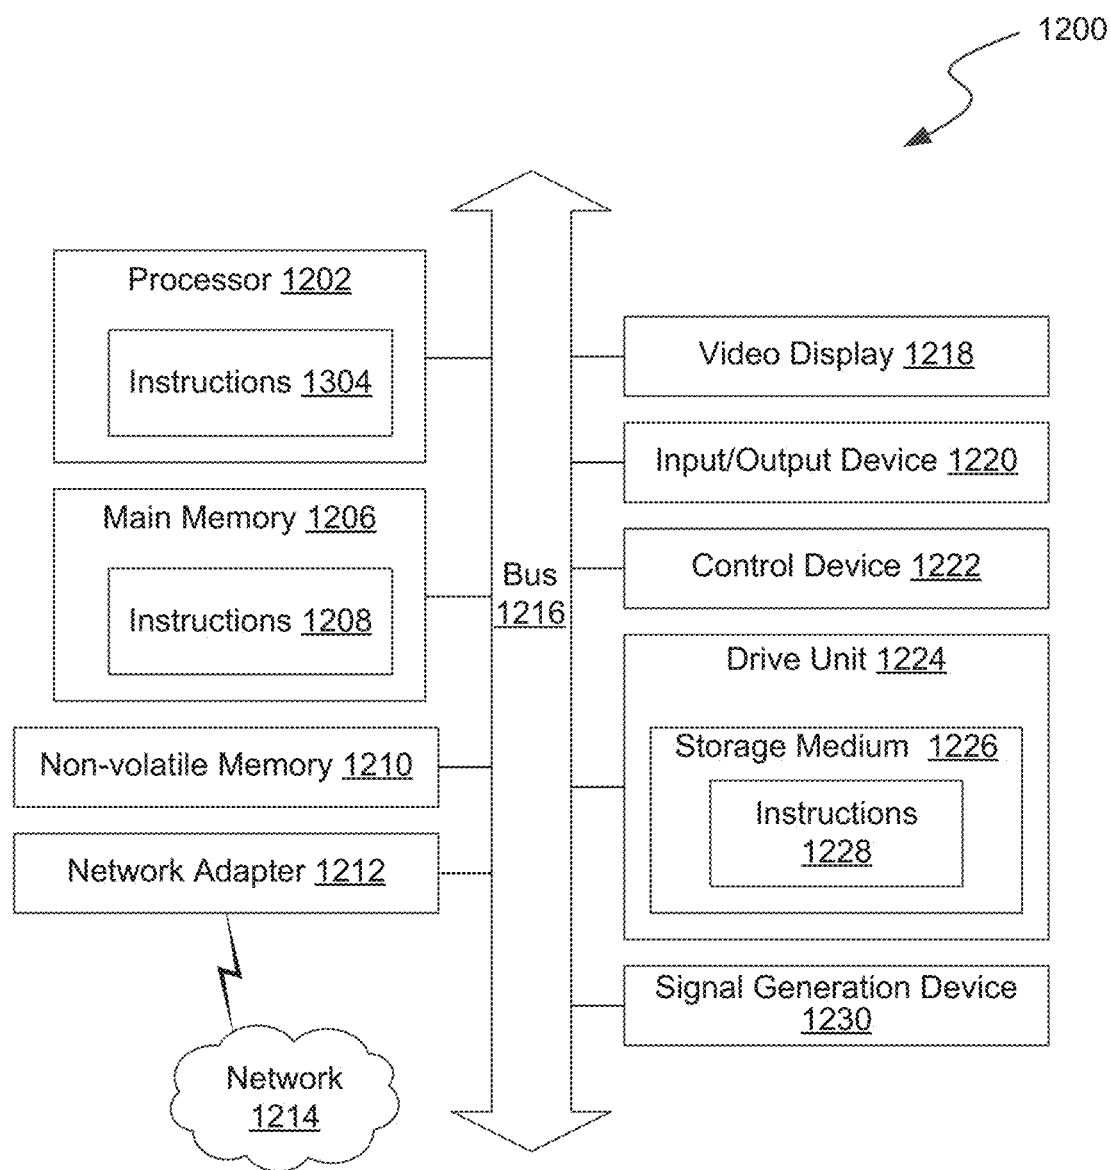 1200
Processor 1202
Instructions 1304
Main Memory 1206
Instructions 1208
Non-volatile Memory 1210
Network Adapter 1212
Network
1214
Bus
1216
Video Display 1218
Input/Output Device 1220
Control Device 1222
Drive Unit 1224
Storage Medium 1226
Instructions
1228
Signal Generation Device
1230